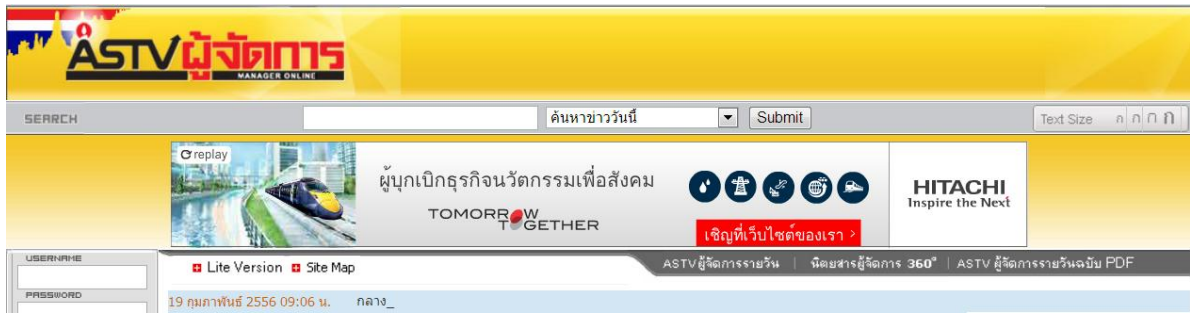 ASTVผู้จัดการ
MANAGER ONLINE
SEARCH ค้นหาข่าววันนี้ Submit Text Size ก ก ก ก
replay
ผู้บุกเบิกธุรกิจนวัตกรรมเพื่อสังคม
TOMORROW
TOGETHER
เชิญที่เว็บไซต์ของเรา >
HITACHI
Inspire the Next
USERNAME
Lite Version Site Map
ASTVผู้จัดการรายวัน | นิตยสารผู้จัดการ 360° | ASTV ผู้จัดการรายวันฉบับ PDF
PASSWORD
19 กุมภาพันธ์ 2556 09:06 น. กลาง_